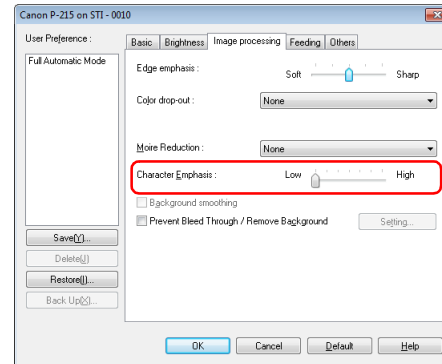 Canon P-215 on STI - 0010
User Preference :
Full Automatic Mode
Save(Y)...
Delete(J)
Restore(I)...
Back Up(X)...
Basic Brightness Image processing Feeding Others
Edge emphasis : Soft Sharp
Color drop-out : None
Moire Reduction : None
Character Emphasis : Low High
Background smoothing
Prevent Bleed Through / Remove Background Setting...
OK Cancel Default Help